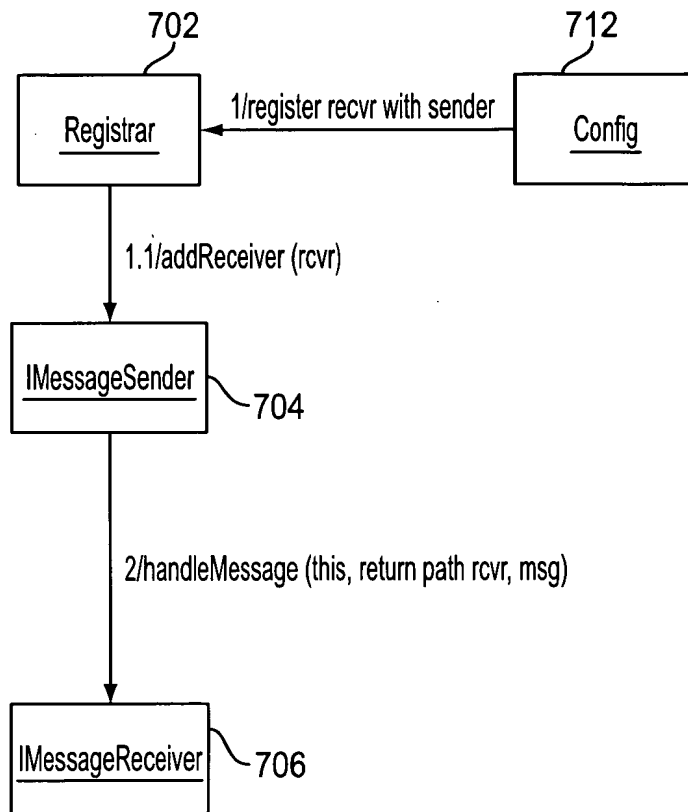 702
712
Registrar
1/register recvr with sender
Config
1.1/addReceiver (rcvr)
IMessageSender
704
2/handleMessage (this, return path rcvr, msg)
IMessageReceiver
706